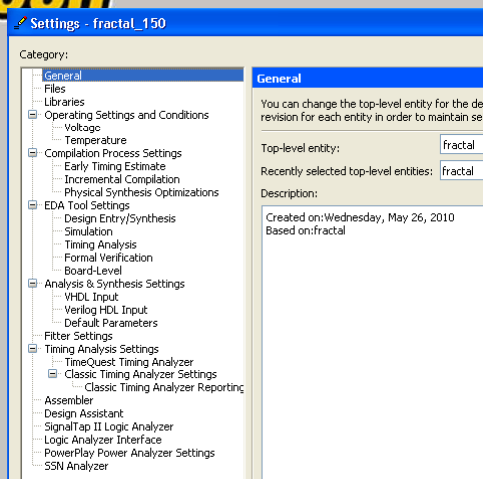 Settings - fractal_150
Category:
General
Files
Libraries
Operating Settings and Conditions
Voltage
Temperature
Compilation Process Settings
Early Timing Estimate
Incremental Compilation
Physical Synthesis Optimizations
EDA Tool Settings
Design Entry/Synthesis
Simulation
Timing Analysis
Formal Verification
Board-Level
Analysis & Synthesis Settings
VHDL Input
Verilog HDL Input
Default Parameters
Fitter Settings
Timing Analysis Settings
TimeQuest Timing Analyzer
Classic Timing Analyzer Settings
Classic Timing Analyzer Reporting
Assembler
Design Assistant
SignalTap II Logic Analyzer
Logic Analyzer Interface
PowerPlay Power Analyzer Settings
SSN Analyzer
General
You can change the top-level entity for the de
revision for each entity in order to maintain se
Top-level entity: fractal
Recently selected top-level entities: fractal
Description:
Created on:Wednesday, May 26, 2010
Based on:fractal